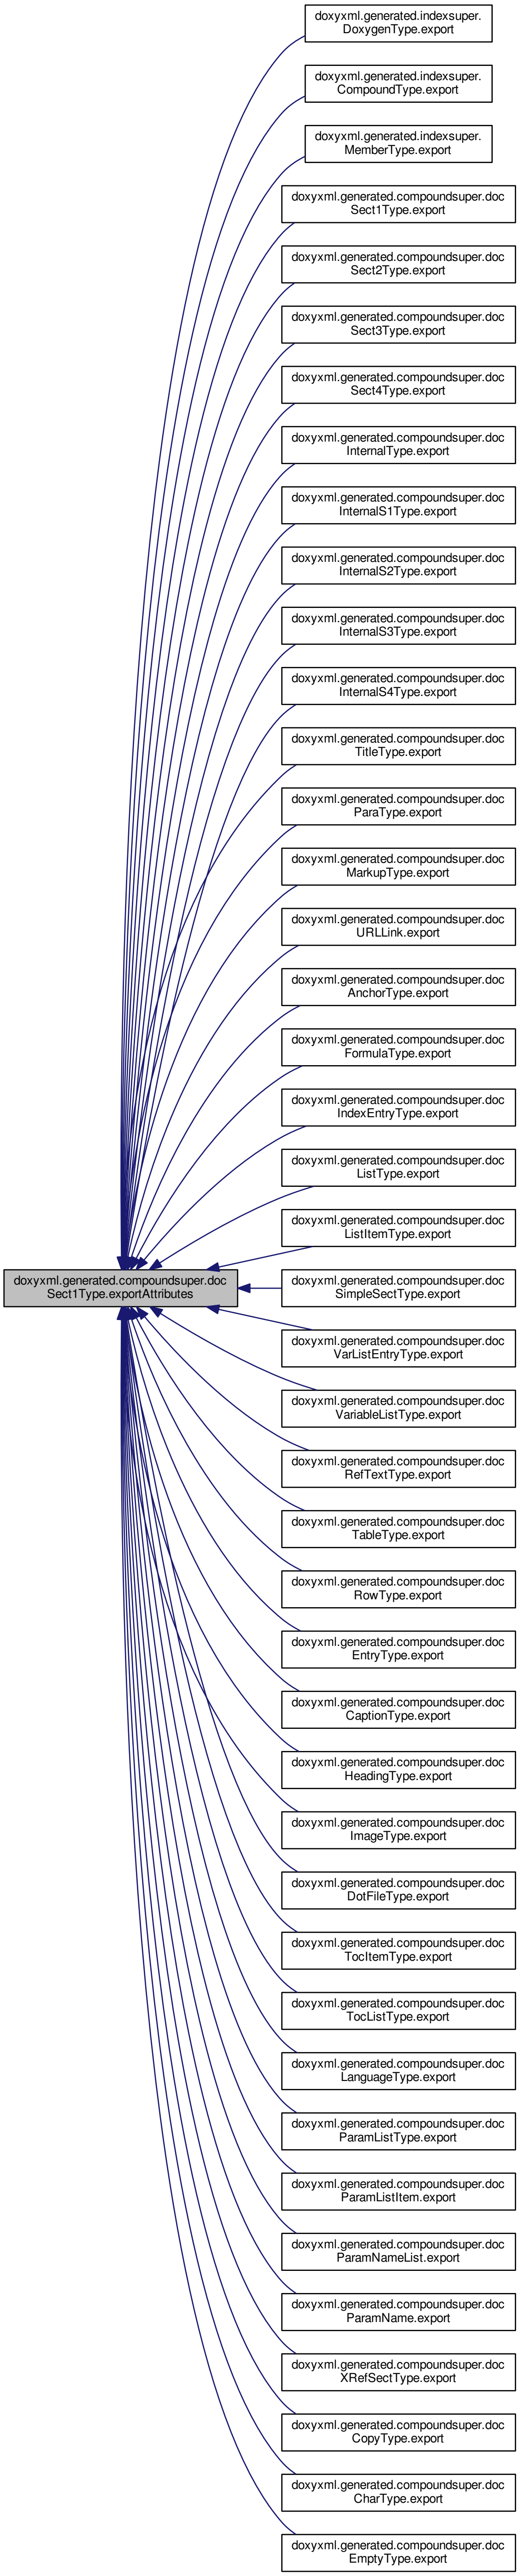 doxyxml.generated.indexsuper.
DoxygenType.export
doxyxml.generated.indexsuper.
CompoundType.export
doxyxml.generated.indexsuper.
MemberType.export
doxyxml.generated.compoundsuper.doc
Sect1Type.export
doxyxml.generated.compoundsuper.doc
Sect2Type.export
doxyxml.generated.compoundsuper.doc
Sect3Type.export
doxyxml.generated.compoundsuper.doc
Sect4Type.export
doxyxml.generated.compoundsuper.doc
InternalType.export
doxyxml.generated.compoundsuper.doc
InternalS1Type.export
doxyxml.generated.compoundsuper.doc
InternalS2Type.export
doxyxml.generated.compoundsuper.doc
InternalS3Type.export
doxyxml.generated.compoundsuper.doc
InternalS4Type.export
doxyxml.generated.compoundsuper.doc
TitleType.export
doxyxml.generated.compoundsuper.doc
ParaType.export
doxyxml.generated.compoundsuper.doc
MarkupType.export
doxyxml.generated.compoundsuper.doc
URLLink.export
doxyxml.generated.compoundsuper.doc
AnchorType.export
doxyxml.generated.compoundsuper.doc
FormulaType.export
doxyxml.generated.compoundsuper.doc
IndexEntryType.export
doxyxml.generated.compoundsuper.doc
ListType.export
doxyxml.generated.compoundsuper.doc
ListItemType.export
doxyxml.generated.compoundsuper.doc
Sect1Type.exportAttributes
doxyxml.generated.compoundsuper.doc
SimpleSectType.export
doxyxml.generated.compoundsuper.doc
VarListEntryType.export
doxyxml.generated.compoundsuper.doc
VariableListType.export
doxyxml.generated.compoundsuper.doc
RefTextType.export
doxyxml.generated.compoundsuper.doc
TableType.export
doxyxml.generated.compoundsuper.doc
RowType.export
doxyxml.generated.compoundsuper.doc
EntryType.export
doxyxml.generated.compoundsuper.doc
CaptionType.export
doxyxml.generated.compoundsuper.doc
HeadingType.export
doxyxml.generated.compoundsuper.doc
ImageType.export
doxyxml.generated.compoundsuper.doc
DotFileType.export
doxyxml.generated.compoundsuper.doc
TocItemType.export
doxyxml.generated.compoundsuper.doc
TocListType.export
doxyxml.generated.compoundsuper.doc
LanguageType.export
doxyxml.generated.compoundsuper.doc
ParamListType.export
doxyxml.generated.compoundsuper.doc
ParamListItem.export
doxyxml.generated.compoundsuper.doc
ParamNameList.export
doxyxml.generated.compoundsuper.doc
ParamName.export
doxyxml.generated.compoundsuper.doc
XRefSectType.export
doxyxml.generated.compoundsuper.doc
CopyType.export
doxyxml.generated.compoundsuper.doc
CharType.export
doxyxml.generated.compoundsuper.doc
EmptyType.export